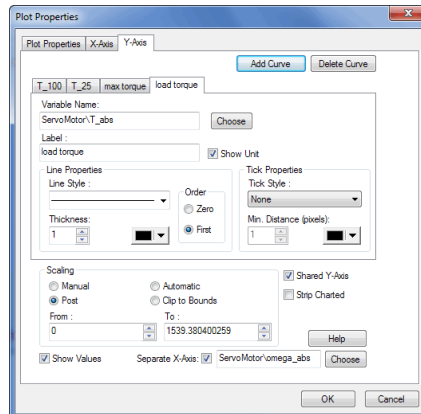 Plot Properties
Plot Properties X-Axis Y-Axis
Add Curve Delete Curve
T_100 T_25 max torque load torque
Variable Name:
ServoMotor\T_abs Choose
Label :
load torque Show Unit
Line Properties Tick Properties
Line Style : Order Tick Style :
Zero None
Thickness: First Min. Distance (pixels):
1 1
Scaling Shared Y-Axis
Manual Automatic
Post Clip to Bounds Strip Charted
From : To :
0 1539.380400259
Help
Show Values Separate X-Axis: ServoMotor\omega_abs Choose
OK Cancel